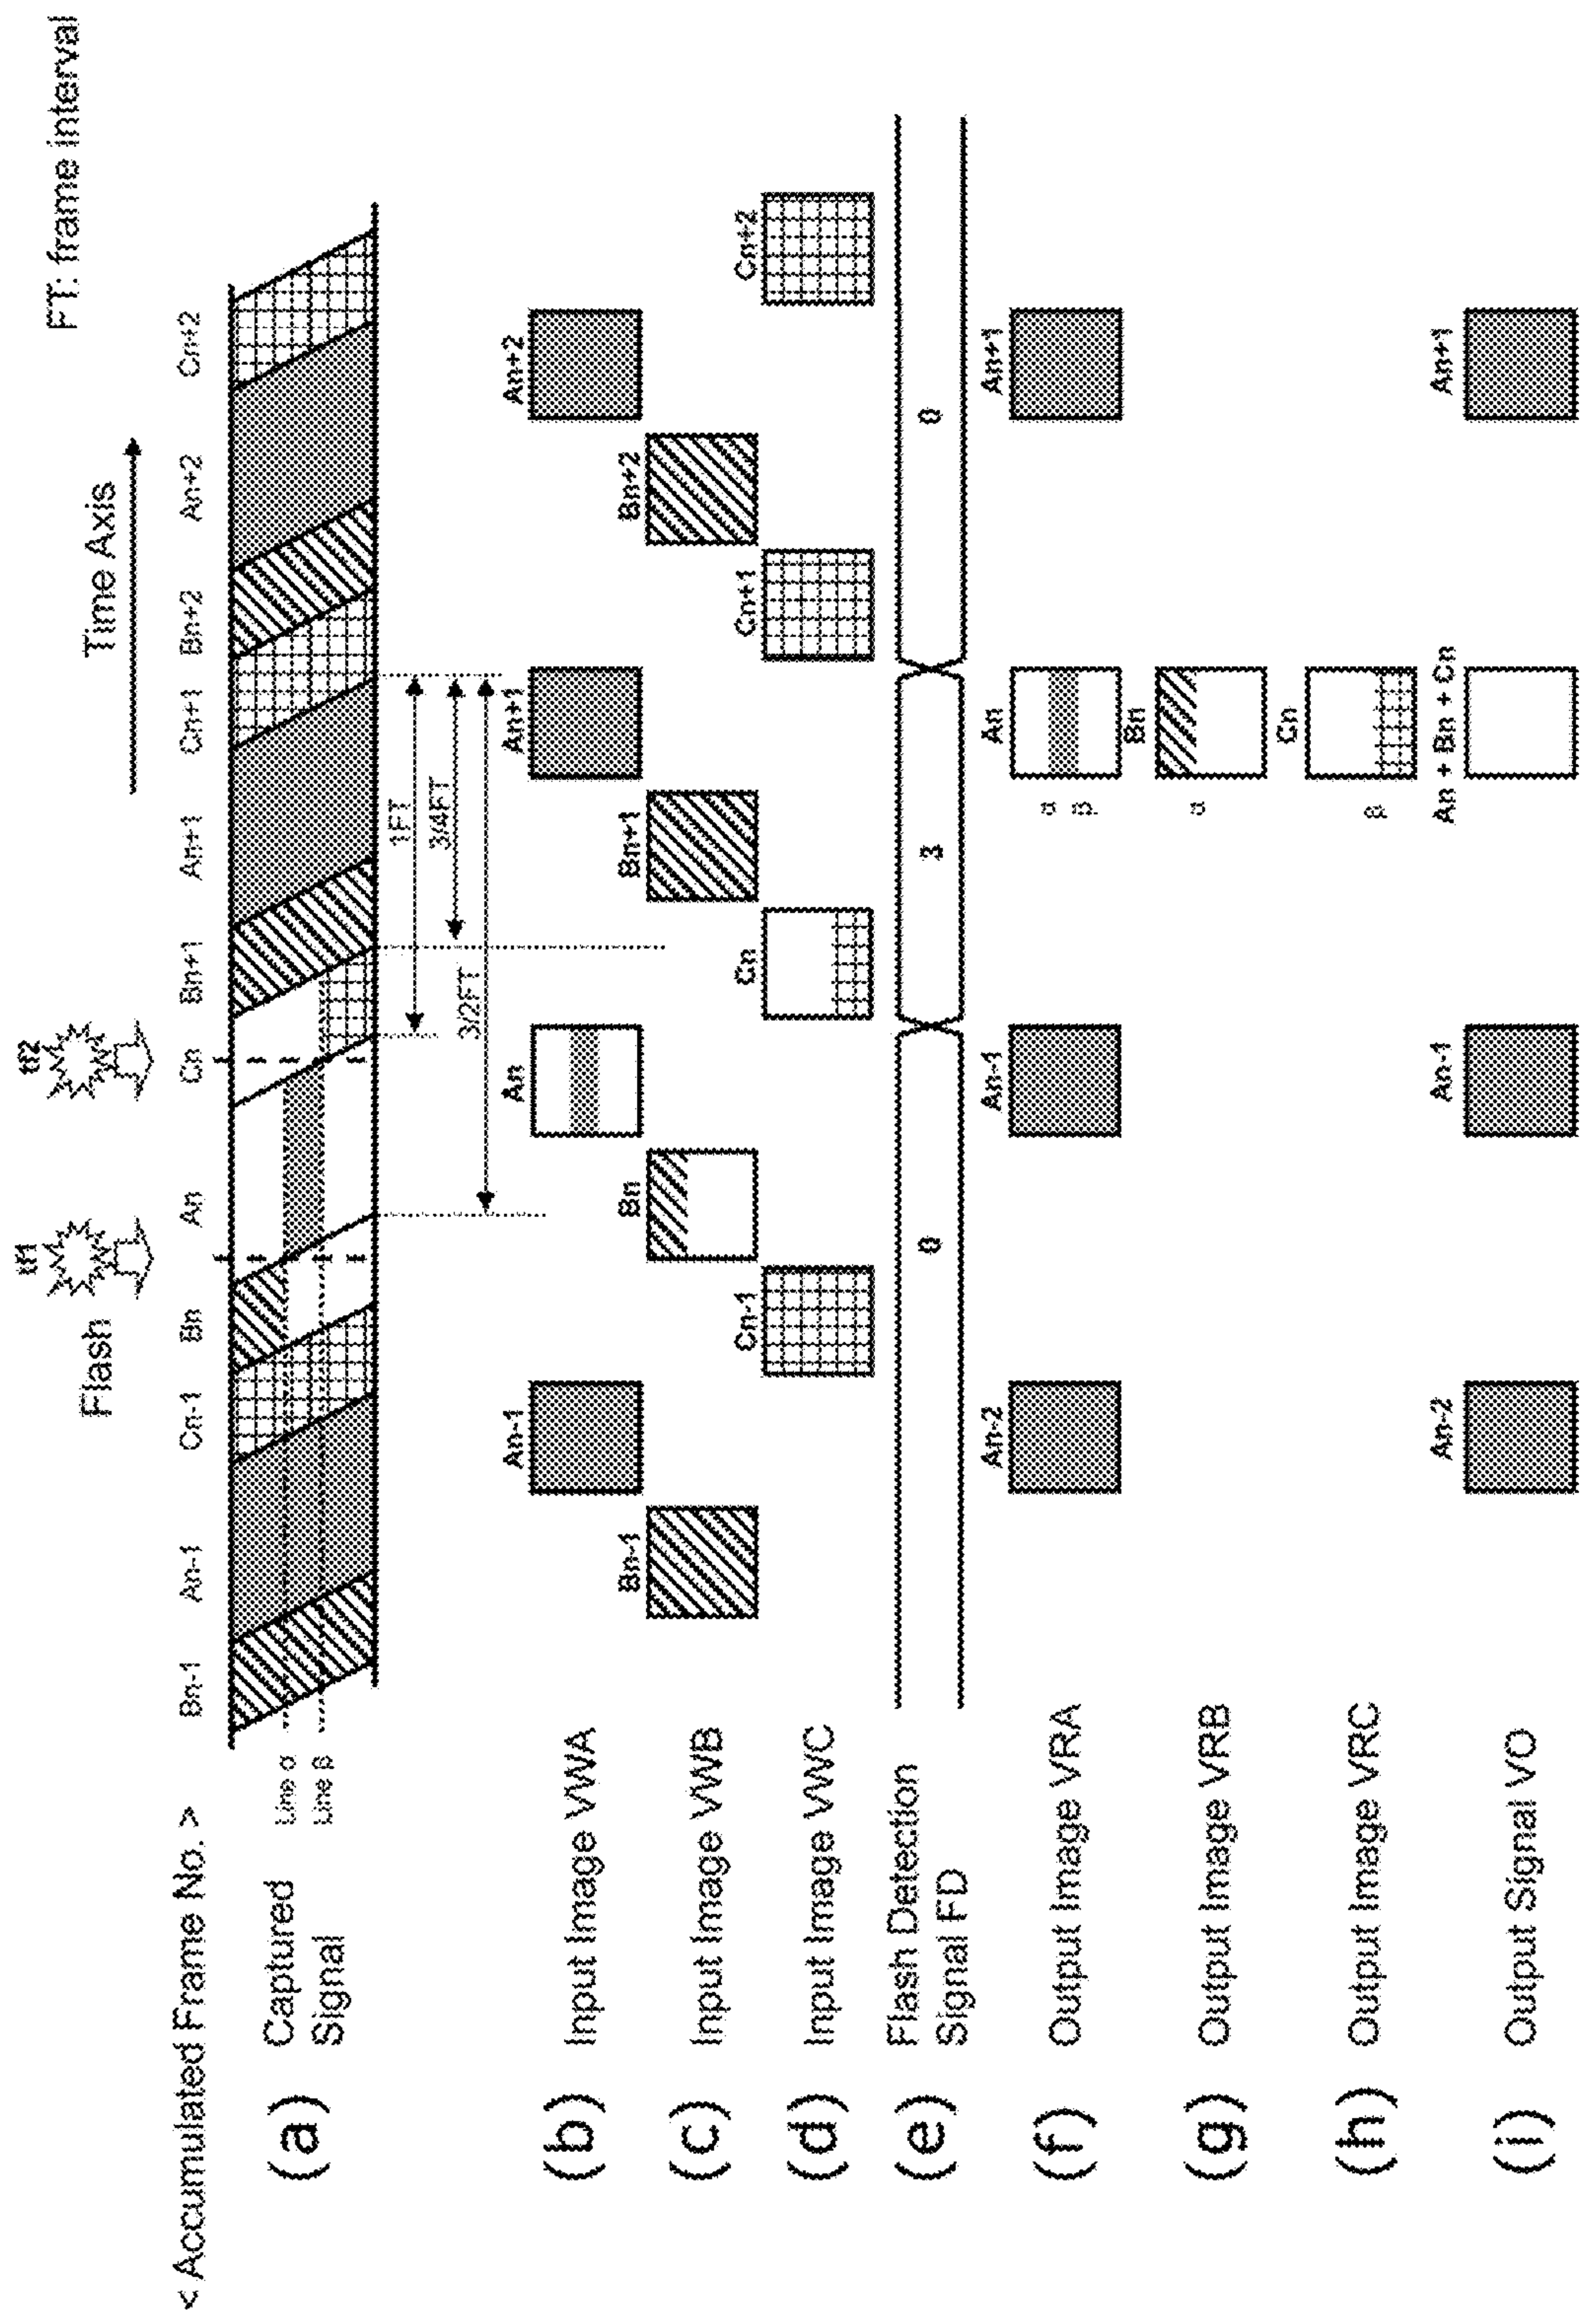 FT: frame interval
Time Axis
Flash
tf1
tf2
< Accumulated Frame No. >
Bn-1
An-1
Cn-1
Bn
An
Cn
Bn+1
An+1
Cn+1
Bn+2
An+2
Cn+2
(a) Captured Signal
Line α
Line β
1FT
3/4FT
3/2FT
(b) Input Image VWA
An-1
An
An+1
An+2
(c) Input Image VWB
Bn-1
Bn
Bn+1
Bn+2
(d) Input Image VWC
Cn-1
Cn
Cn+1
Cn+2
(e) Flash Detection Signal FD
0
3
0
(f) Output Image VRA
An-2
An-1
An
α
β
An+1
(g) Output Image VRB
Bn
α
(h) Output Image VRC
Cn
β
(i) Output Signal VO
An-2
An-1
An + Bn + Cn
An+1